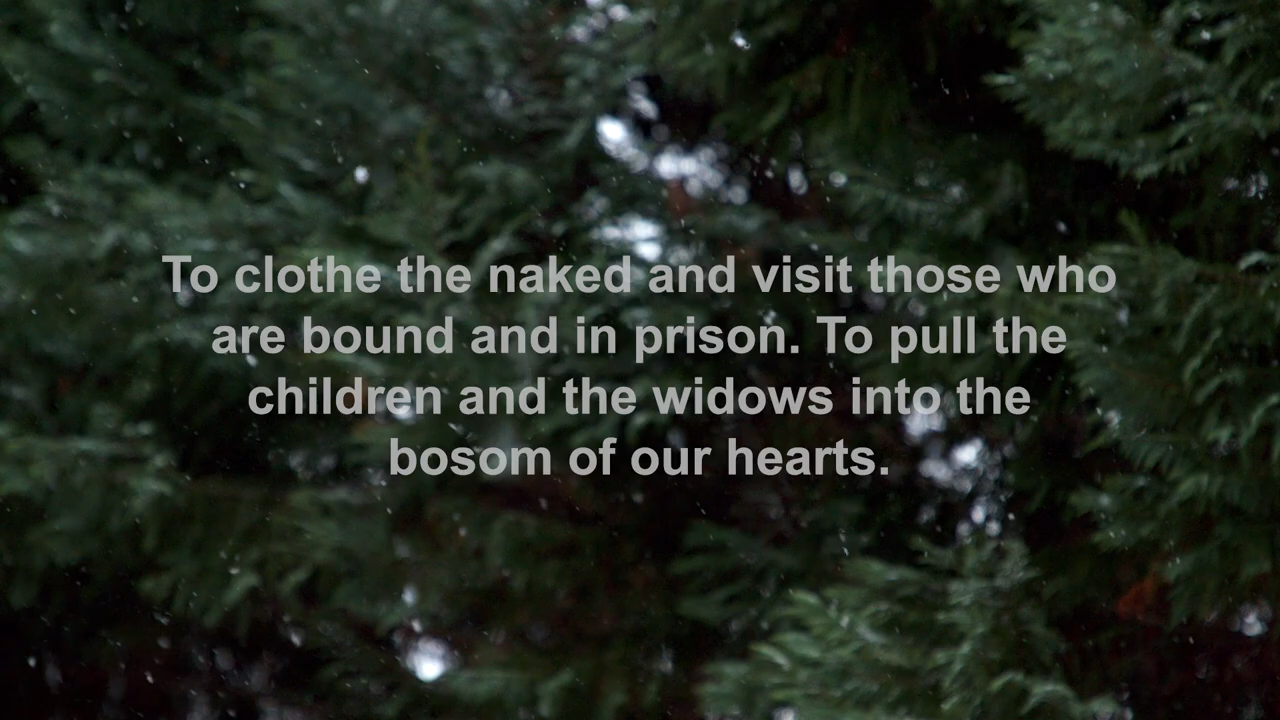 To clothe the naked and visit those who
are bound and in prison. To pull the
children and the widows into the
bosom of our hearts.